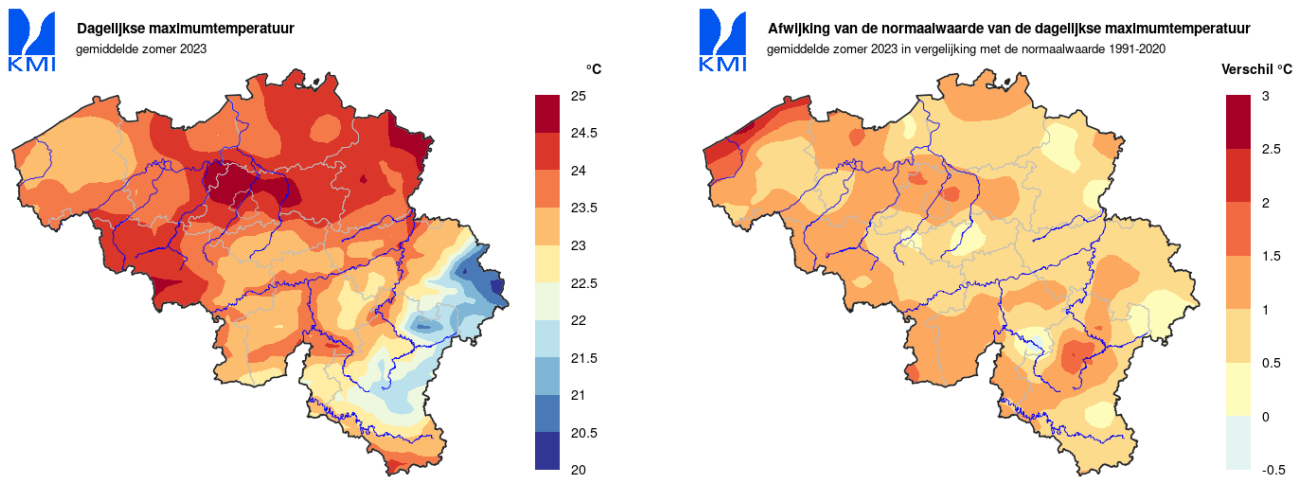 Dagelijkse maximumtemperatuur
gemiddelde zomer 2023
KMI
°C
25
24.5
24
23.5
23
22.5
22
21.5
21
20.5
20
Afwijking van de normaalwaarde van de dagelijkse maximumtemperatuur
gemiddelde zomer 2023 in vergelijking met de normaalwaarde 1991-2020
KMI
Verschil °C
3
2.5
2
1.5
1
0.5
0
-0.5